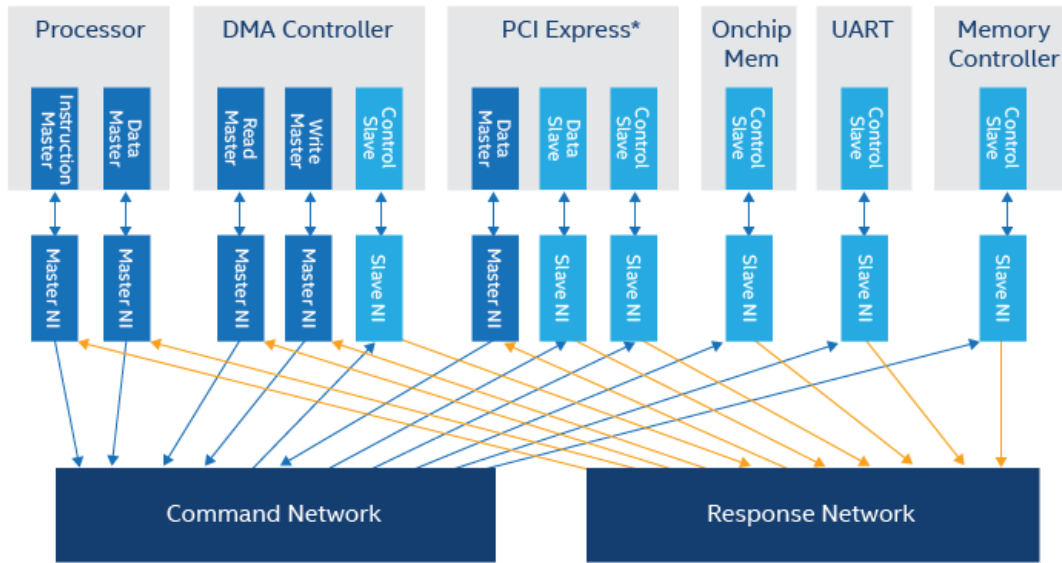 Processor
DMA Controller
PCI Express*
Onchip
Mem
UART
Memory
Controller
Instruction
Master
Data
Master
Read
Master
Write
Master
Control
Slave
Data
Master
Data
Slave
Control
Slave
Control
Slave
Control
Slave
Control
Slave
Master NI
Master NI
Master NI
Master NI
Slave NI
Master NI
Slave NI
Slave NI
Slave NI
Slave NI
Slave NI
Command Network
Response Network